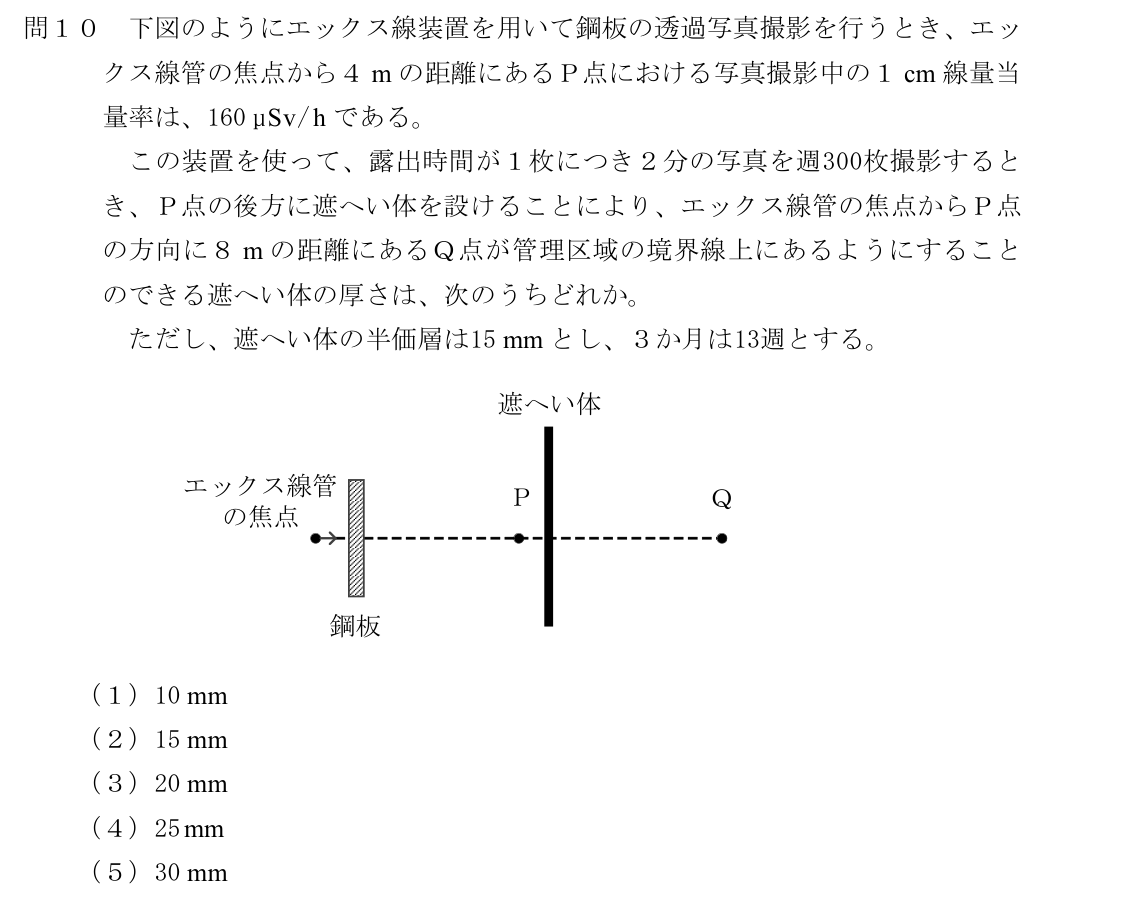 問１０　下図のようにエックス線装置を用いて鋼板の透過写真撮影を行うとき、エッ
クス線管の焦点から４ m の距離にあるＰ点における写真撮影中の１ cm 線量当
量率は、160 µSv/h である。
この装置を使って、露出時間が１枚につき２分の写真を週300枚撮影すると
き、Ｐ点の後方に遮へい体を設けることにより、エックス線管の焦点からＰ点
の方向に８ m の距離にあるＱ点が管理区域の境界線上にあるようにすること
のできる遮へい体の厚さは、次のうちどれか。
ただし、遮へい体の半価層は15 mm とし、３か月は13週とする。
遮へい体
エックス線管
の焦点
Ｐ
Ｑ
鋼板
（１）10 mm
（２）15 mm
（３）20 mm
（４）25 mm
（５）30 mm